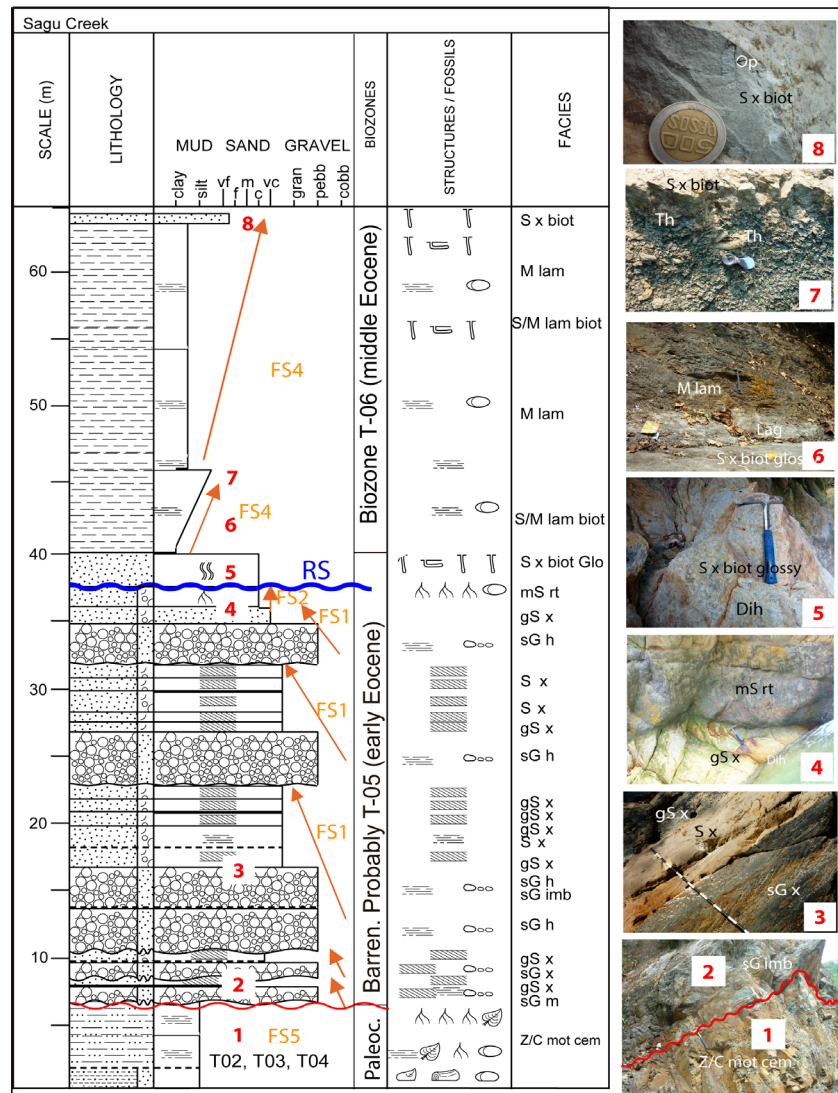 Sagu Creek
SCALE (m)
LITHOLOGY
MUD SAND GRAVEL
clay
silt
vf
f
m
c
vc
gran
pebb
cobb
BIOZONES
STRUCTURES / FOSSILS
FACIES
60
50
40
30
20
10
8
FS4
7
FS4
6
5
RS
FS2
4
FS1
FS1
FS1
3
2
1
FS5
T02, T03, T04
Biozone T-06 (middle Eocene)
Barren. Probably T-05 (early Eocene)
Paleoc.
S x biot
M lam
S/M lam biot
M lam
S/M lam biot
S x biot Glo
mS rt
gS x
sG h
S x
S x
gS x
sG h
gS x
gS x
gS x
S x
gS x
sG h
sG imb
sG h
gS x
sG x
gS x
sG m
Z/C mot cem
Op
S x biot
8
S x biot
Th
Th
7
M lam
Lag
S x biot gloss
6
S x biot glossy
Dih
5
mS rt
gS x
Dih
4
gS x
S x
sG x
3
2
sG imb
1
Z/C mot cem